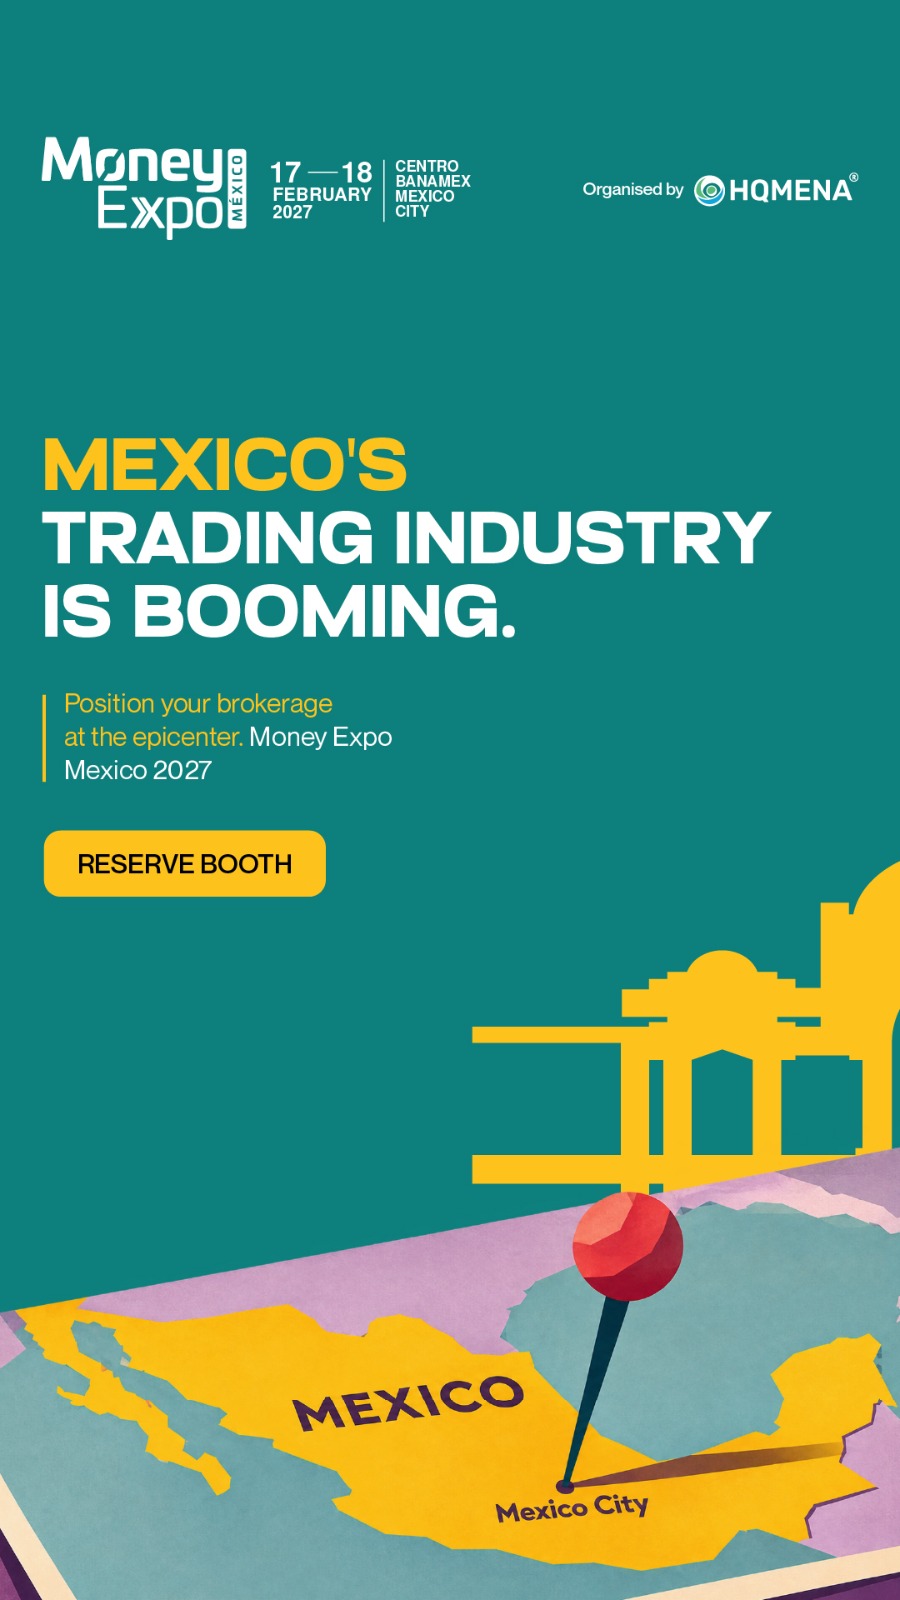 Money
Expo
MÉXICO
17 — 18
FEBRUARY
2027
CENTRO
BANAMEX
MEXICO
CITY
Organised by HQMENA®
MEXICO'S
TRADING INDUSTRY
IS BOOMING.
Position your brokerage
at the epicenter. Money Expo
Mexico 2027
RESERVE BOOTH
MEXICO
Mexico City